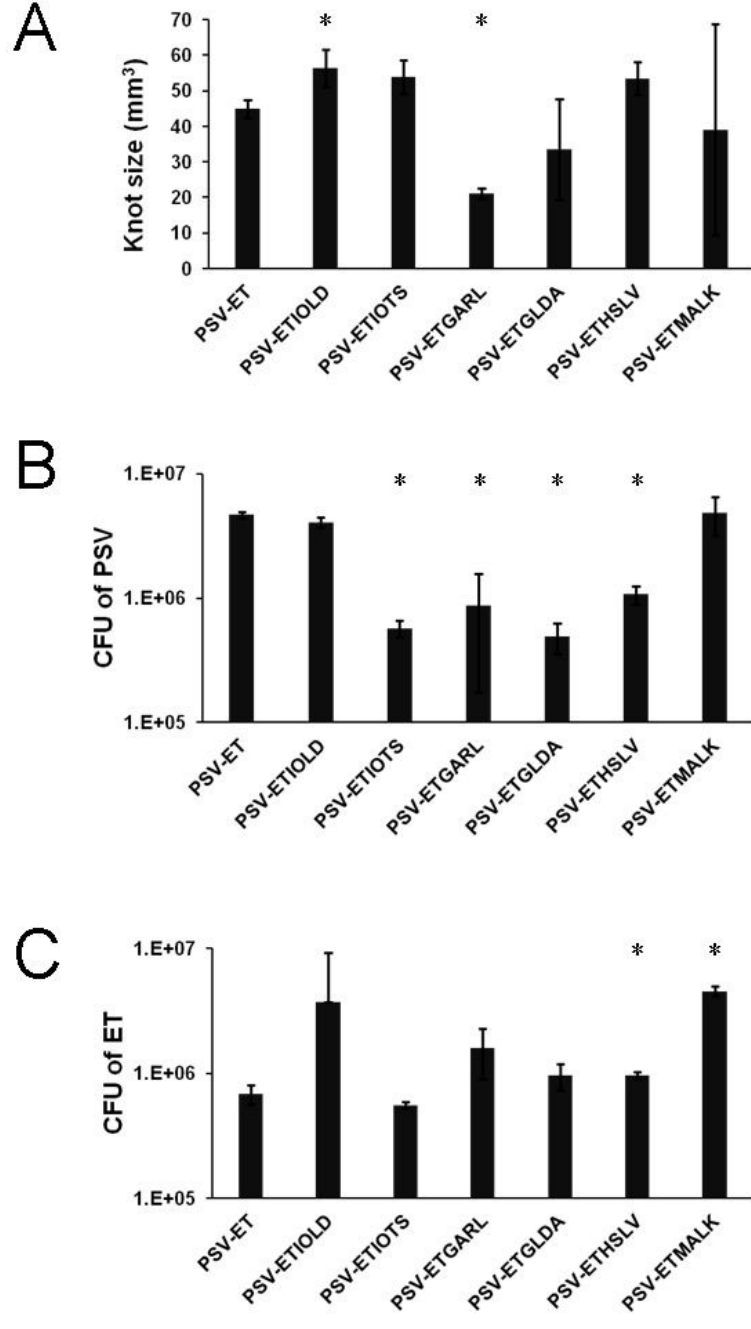 A
Knot size (mm³)
70
60
50
40
30
20
10
0
* *
PSV-ET
PSV-ETIOLD
PSV-ETIOTS
PSV-ETGARL
PSV-ETGLDA
PSV-ETHSLV
PSV-ETMALK
B
CFU of PSV
1.E+07
1.E+06
1.E+05
* * * *
PSV-ET
PSV-ETIOLD
PSV-ETIOTS
PSV-ETGARL
PSV-ETGLDA
PSV-ETHSLV
PSV-ETMALK
C
CFU of ET
1.E+07
1.E+06
1.E+05
* *
PSV-ET
PSV-ETIOLD
PSV-ETIOTS
PSV-ETGARL
PSV-ETGLDA
PSV-ETHSLV
PSV-ETMALK